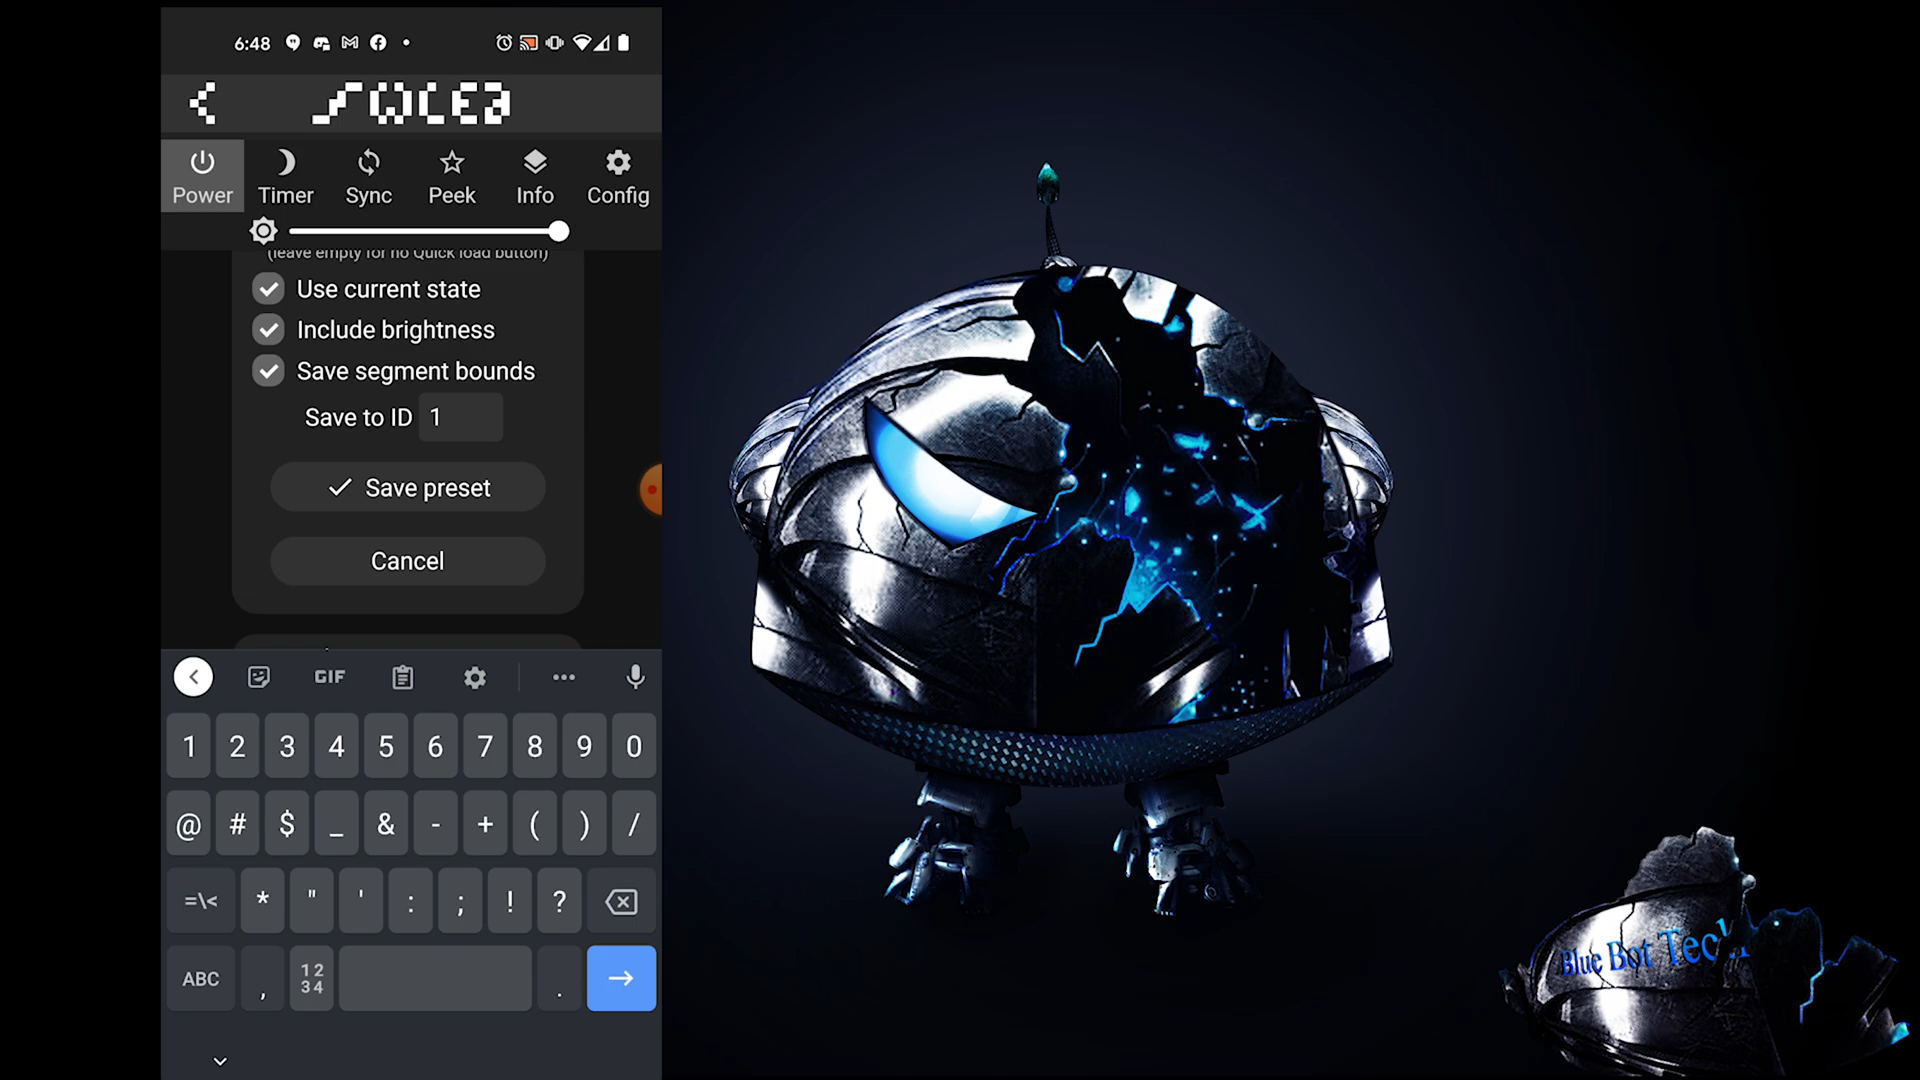 6:48
Power Timer Sync Peek Info Config
(leave empty for no Quick load button)
Use current state
Include brightness
Save segment bounds
Save to ID 1
Save preset
Cancel
GIF
1 2 3 4 5 6 7 8 9 0
@ # $ _ & - + ( ) /
=\< * " ' : ; ! ?
ABC , 12 34 .
Blue Bot Tech